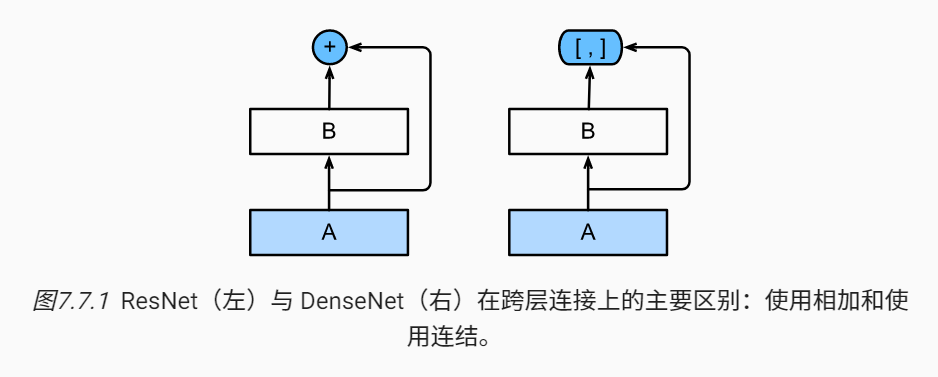 +
[ , ]
B
B
A
A
图7.7.1 ResNet（左）与 DenseNet（右）在跨层连接上的主要区别：使用相加和使
用连结。